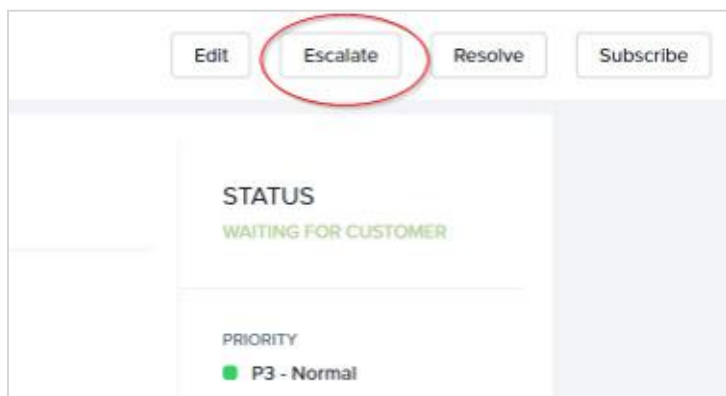 Edit Escalate Resolve Subscribe
STATUS
WAITING FOR CUSTOMER
PRIORITY
P3 - Normal